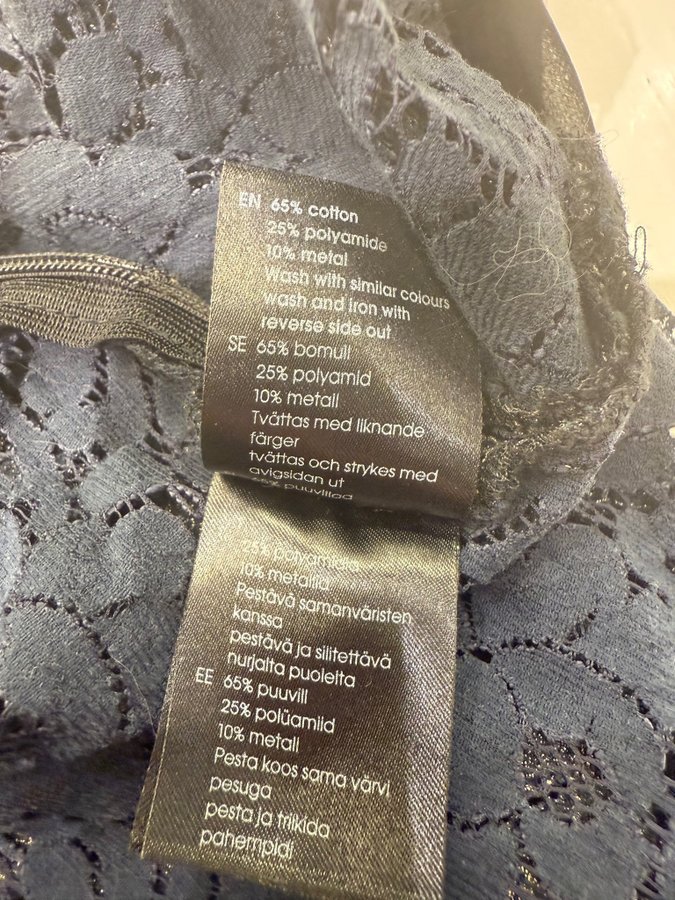 EN 65% cotton
25% polyamide
10% metal
Wash with similar colours
wash and iron with
reverse side out
SE 65% bomull
25% polyamid
10% metall
Tvättas med liknande
färger
tvättas och strykes med
avigsidan ut
65% puuvillaa
25% polyamidia
10% metallia
Pestävä samanväristen
kanssa
pestävä ja silitettävä
nurjalta puolelta
EE 65% puuvill
25% polüamiid
10% metall
Pesta koos sama värvi
pesuga
pesta ja triikida
pahempidi